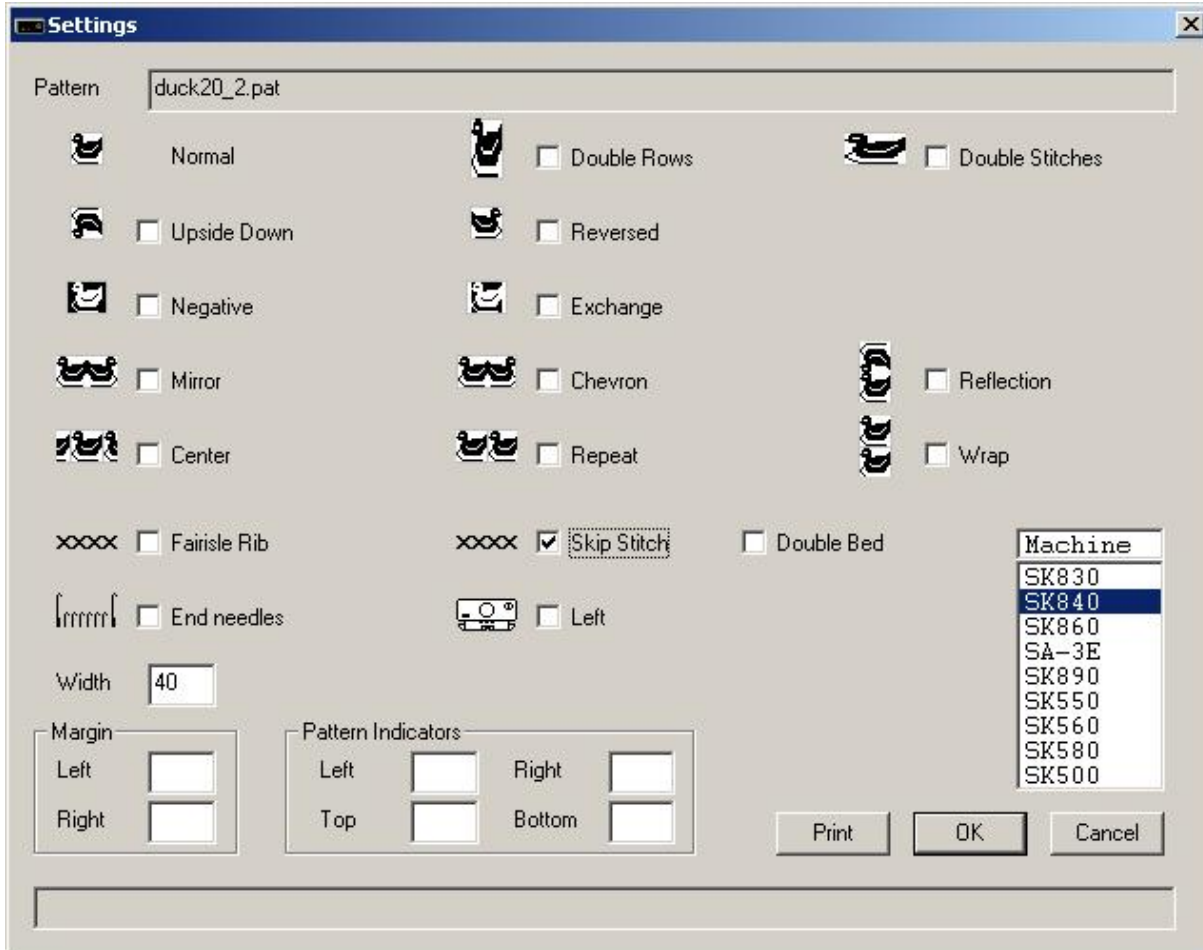 Settings
Pattern duck20_2.pat
Normal Double Rows Double Stitches
Upside Down Reversed
Negative Exchange
Mirror Chevron Reflection
Center Repeat Wrap
xxxx Fairisle Rib xxxx Skip Stitch Double Bed Machine
SK830
SK840
SK860
SA-3E
SK890
SK550
SK560
SK580
SK500
End needles Left
Width 40
Margin Pattern Indicators
Left Left Right
Right Top Bottom
Print OK Cancel